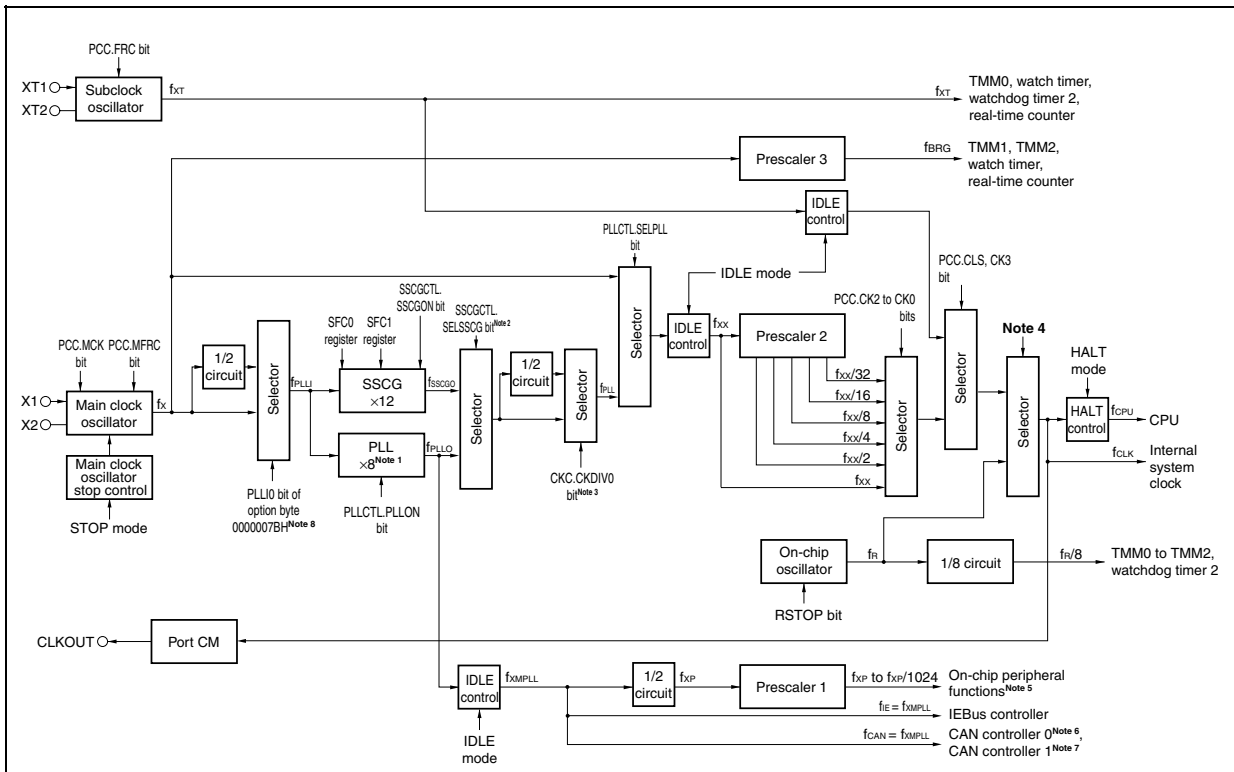 PCC.FRC bit
XT1
XT2
Subclock
oscillator
fXT
fXT
TMM0, watch timer,
watchdog timer 2,
real-time counter
Prescaler 3
fBRG
TMM1, TMM2,
watch timer,
real-time counter
IDLE
control
PLLCTL.SELPLL
bit
IDLE mode
PCC.CLS, CK3
bit
PCC.CK2 to CK0
bits
SSCGCTL.
SSCGON bit
SSCGCTL.
SELSSCG bit Note 2
SFC0
register
SFC1
register
PCC.MCK
bit
PCC.MFRC
bit
X1
X2
Main clock
oscillator
fX
1/2
circuit
Selector
fPLLI
SSCG
×12
fSSCGO
PLL
×8 Note 1
fPLLO
Selector
1/2
circuit
Selector
fPLL
Selector
IDLE
control
fXX
Prescaler 2
fXX/32
fXX/16
fXX/8
fXX/4
fXX/2
fXX
Selector
Selector
Note 4
Selector
HALT
mode
HALT
control
fCPU
CPU
fCLK
Internal
system
clock
Main clock
oscillator
stop control
STOP mode
PLLI0 bit of
option byte
0000007BH Note 8
PLLCTL.PLLON
bit
CKC.CKDIV0
bit Note 3
On-chip
oscillator
fR
1/8 circuit
fR/8
TMM0 to TMM2,
watchdog timer 2
RSTOP bit
CLKOUT
Port CM
IDLE
control
fXMPLL
1/2
circuit
fXP
Prescaler 1
fXP to fXP/1024
On-chip peripheral
functions Note 5
fIE = fXMPLL
IEBus controller
fCAN = fXMPLL
CAN controller 0 Note 6,
CAN controller 1 Note 7
IDLE
mode